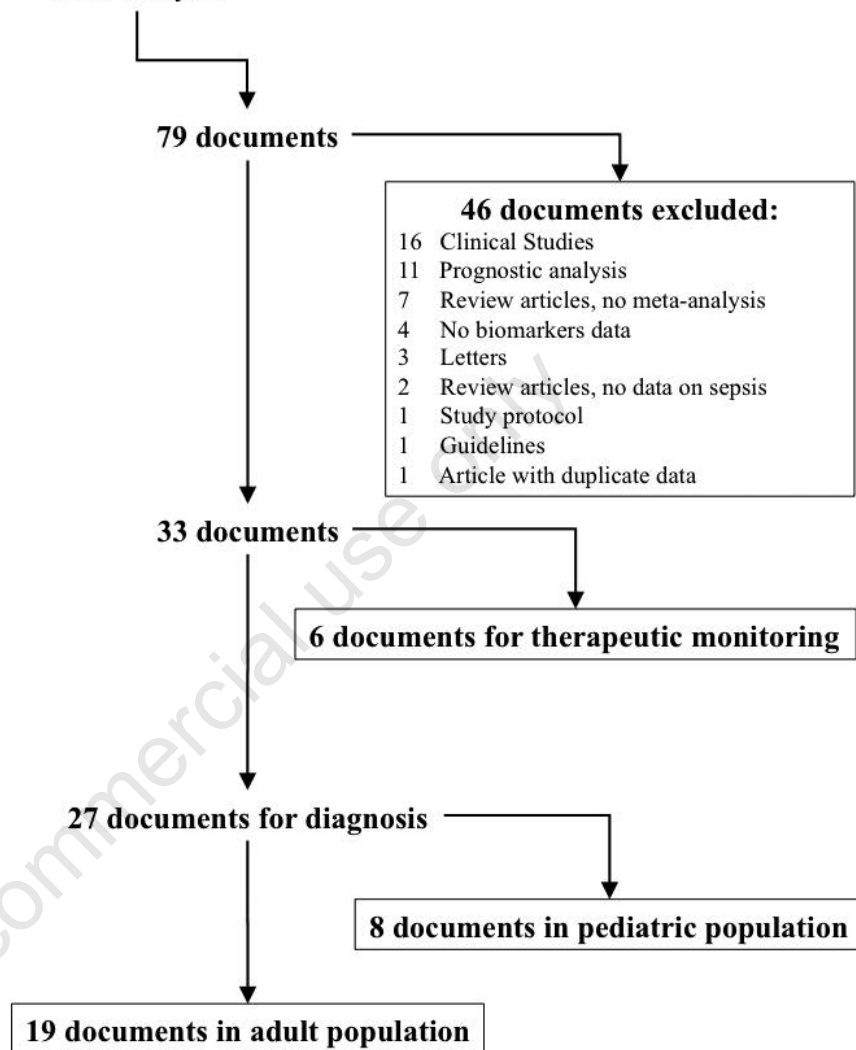 79 documents
46 documents excluded:
16 Clinical Studies
11 Prognostic analysis
7 Review articles, no meta-analysis
4 No biomarkers data
3 Letters
2 Review articles, no data on sepsis
1 Study protocol
1 Guidelines
1 Article with duplicate data
33 documents
6 documents for therapeutic monitoring
27 documents for diagnosis
8 documents in pediatric population
19 documents in adult population
commercial use only